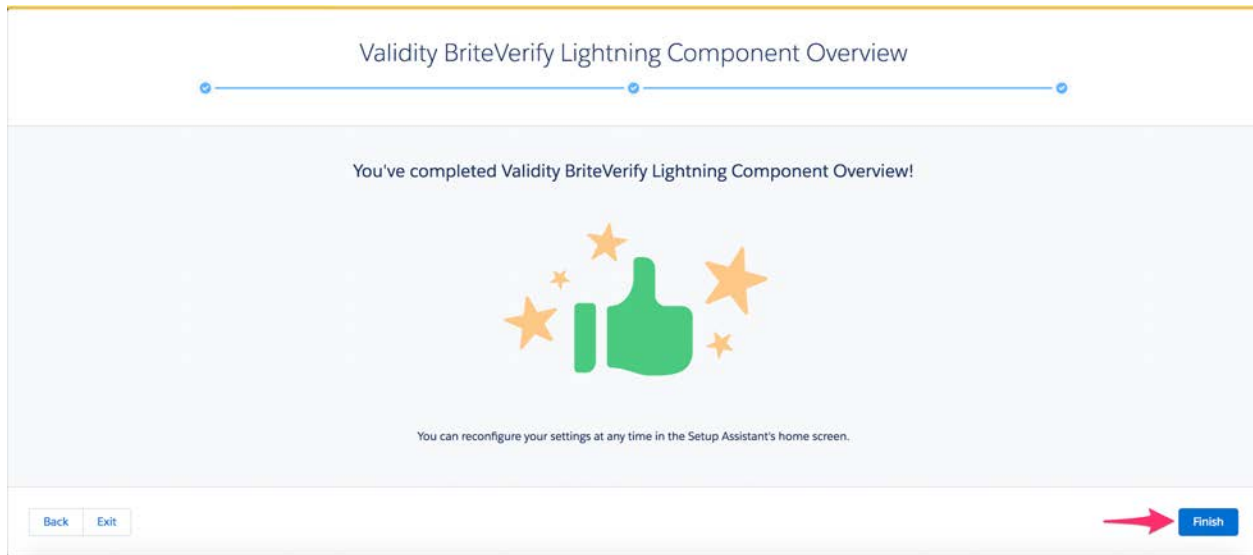 Validity BriteVerify Lightning Component Overview
You've completed Validity BriteVerify Lightning Component Overview!
You can reconfigure your settings at any time in the Setup Assistant's home screen.
Back Exit Finish